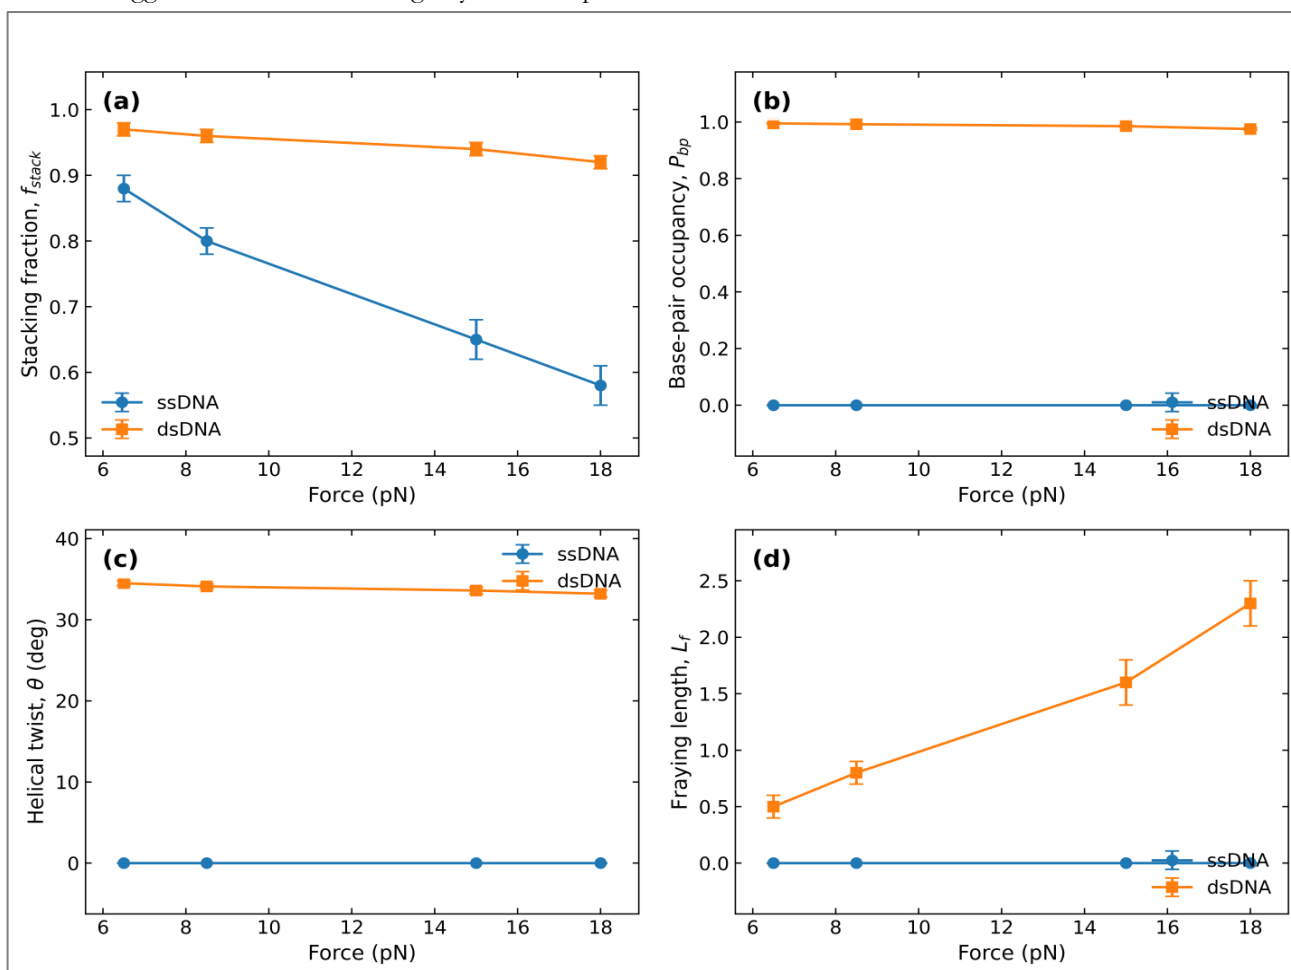 (a)
1.0
0.9
0.8
0.7
0.6
0.5
Stacking fraction, f_stack
ssDNA
dsDNA
6 8 10 12 14 16 18
Force (pN)
(b)
1.0
0.8
0.6
0.4
0.2
0.0
Base-pair occupancy, P_bp
ssDNA
dsDNA
6 8 10 12 14 16 18
Force (pN)
(c)
40
30
20
10
0
Helical twist, θ (deg)
ssDNA
dsDNA
6 8 10 12 14 16 18
Force (pN)
(d)
2.5
2.0
1.5
1.0
0.5
0.0
Fraying length, L_f
ssDNA
dsDNA
6 8 10 12 14 16 18
Force (pN)